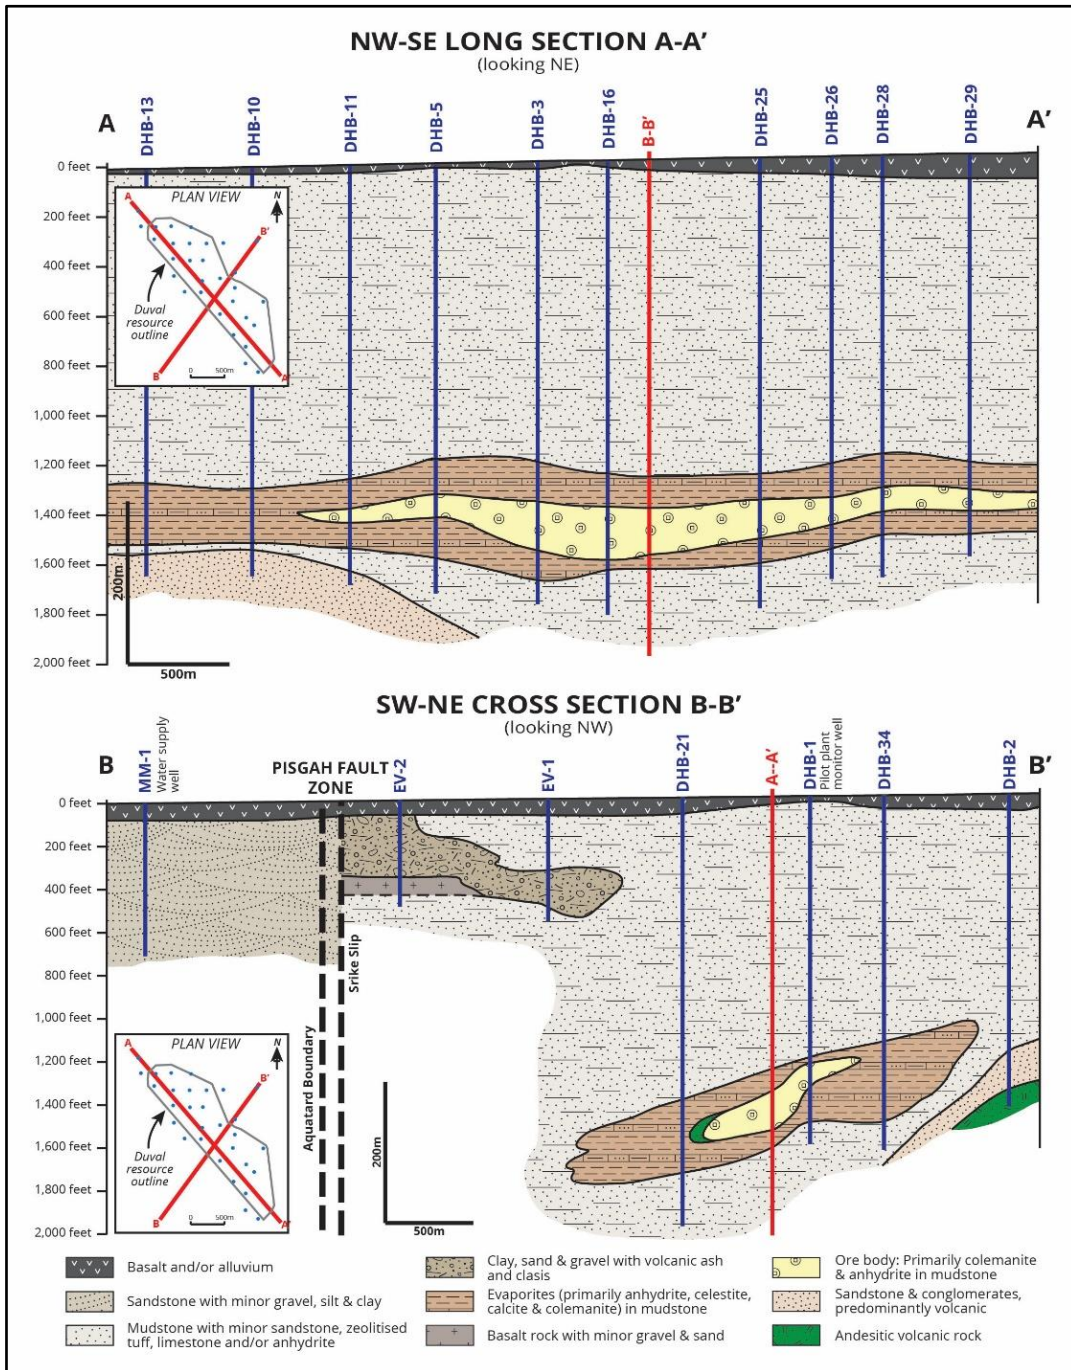 NW-SE LONG SECTION A-A’
(looking NE)
A
DHB-13
DHB-10
DHB-11
DHB-5
DHB-3
DHB-16
B-B’
DHB-25
DHB-26
DHB-28
DHB-29
A’
0 feet
200 feet
400 feet
600 feet
800 feet
1,000 feet
1,200 feet
1,400 feet
1,600 feet
1,800 feet
2,000 feet
PLAN VIEW
N
A
B’
Duval
resource
outline
B
A’
0 500m
200m
500m
SW-NE CROSS SECTION B-B’
(looking NW)
B
MM-1
Water supply
well
PISGAH FAULT
ZONE
EV-2
EV-1
DHB-21
A--A’
DHB-1
Pilot plant
monitor well
DHB-34
DHB-2
B’
0 feet
200 feet
400 feet
600 feet
800 feet
1,000 feet
1,200 feet
1,400 feet
1,600 feet
1,800 feet
2,000 feet
Aquatard Boundary
Srike Slip
PLAN VIEW
N
A
B’
Duval
resource
outline
B
A’
0 500m
200m
500m
Basalt and/or alluvium
Sandstone with minor gravel, silt & clay
Mudstone with minor sandstone, zeolitised
tuff, limestone and/or anhydrite
Clay, sand & gravel with volcanic ash
and clasis
Evaporites (primarily anhydrite, celestite,
calcite & colemanite) in mudstone
Basalt rock with minor gravel & sand
Ore body: Primarily colemanite
& anhydrite in mudstone
Sandstone & conglomerates,
predominantly volcanic
Andesitic volcanic rock